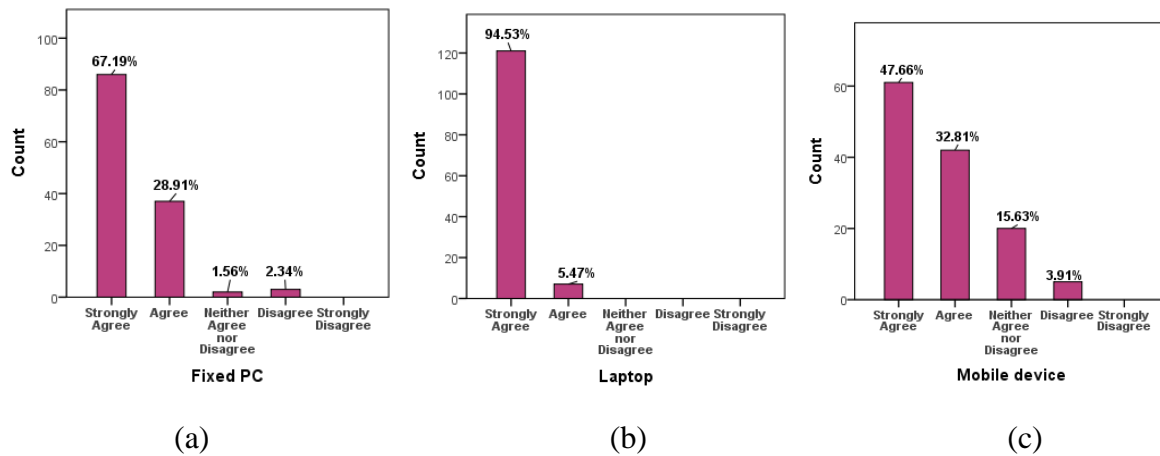 100
80
60
40
20
0
Count
67.19%
28.91%
1.56%
2.34%
Strongly
Agree
Agree
Neither
Agree
nor
Disagree
Disagree
Strongly
Disagree
Fixed PC
(a)
120
100
80
60
40
20
0
Count
94.53%
5.47%
Strongly
Agree
Agree
Neither
Agree
nor
Disagree
Disagree
Strongly
Disagree
Laptop
(b)
60
40
20
0
Count
47.66%
32.81%
15.63%
3.91%
Strongly
Agree
Agree
Neither
Agree
nor
Disagree
Disagree
Strongly
Disagree
Mobile device
(c)